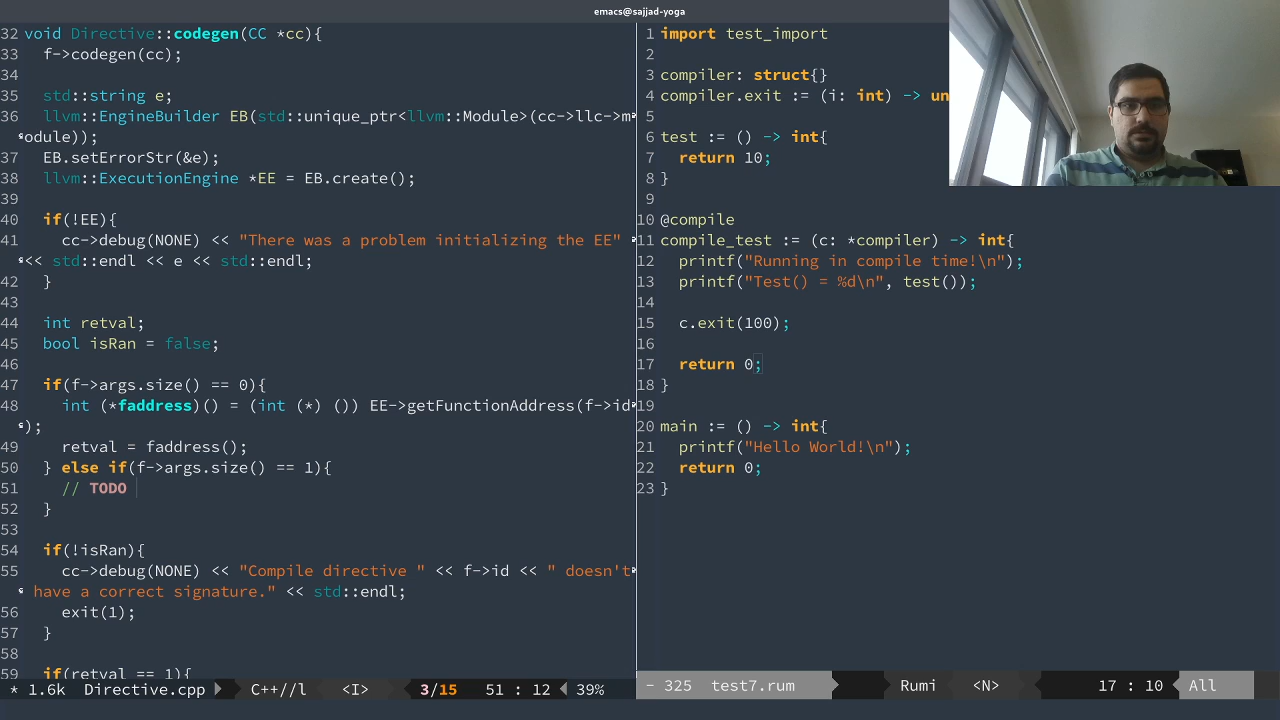 emacs@sajjad-yoga
32 void Directive::codegen(CC *cc){
33   f->codegen(cc);
34
35   std::string e;
36   llvm::EngineBuilder EB(std::unique_ptr<llvm::Module>(cc->llc->m
odule));
37   EB.setErrorStr(&e);
38   llvm::ExecutionEngine *EE = EB.create();
39
40   if(!EE){
41     cc->debug(NONE) << "There was a problem initializing the EE"
<< std::endl << e << std::endl;
42   }
43
44   int retval;
45   bool isRan = false;
46
47   if(f->args.size() == 0){
48     int (*faddress)() = (int (*) ()) EE->getFunctionAddress(f->id
);
49     retval = faddress();
50   } else if(f->args.size() == 1){
51     // TODO
52   }
53
54   if(!isRan){
55     cc->debug(NONE) << "Compile directive " << f->id << " doesn't
have a correct signature." << std::endl;
56     exit(1);
57   }
58
59   if(retval == 1){
* 1.6k Directive.cpp C++//l <I> 3/15 51 : 12 39%
1 import test_import
2
3 compiler: struct{}
4 compiler.exit := (i: int) -> un
5
6 test := () -> int{
7   return 10;
8 }
9
10 @compile
11 compile_test := (c: *compiler) -> int{
12   printf("Running in compile time!\n");
13   printf("Test() = %d\n", test());
14
15   c.exit(100);
16
17   return 0;
18 }
19
20 main := () -> int{
21   printf("Hello World!\n");
22   return 0;
23 }
- 325 test7.rum Rumi <N> 17 : 10 All